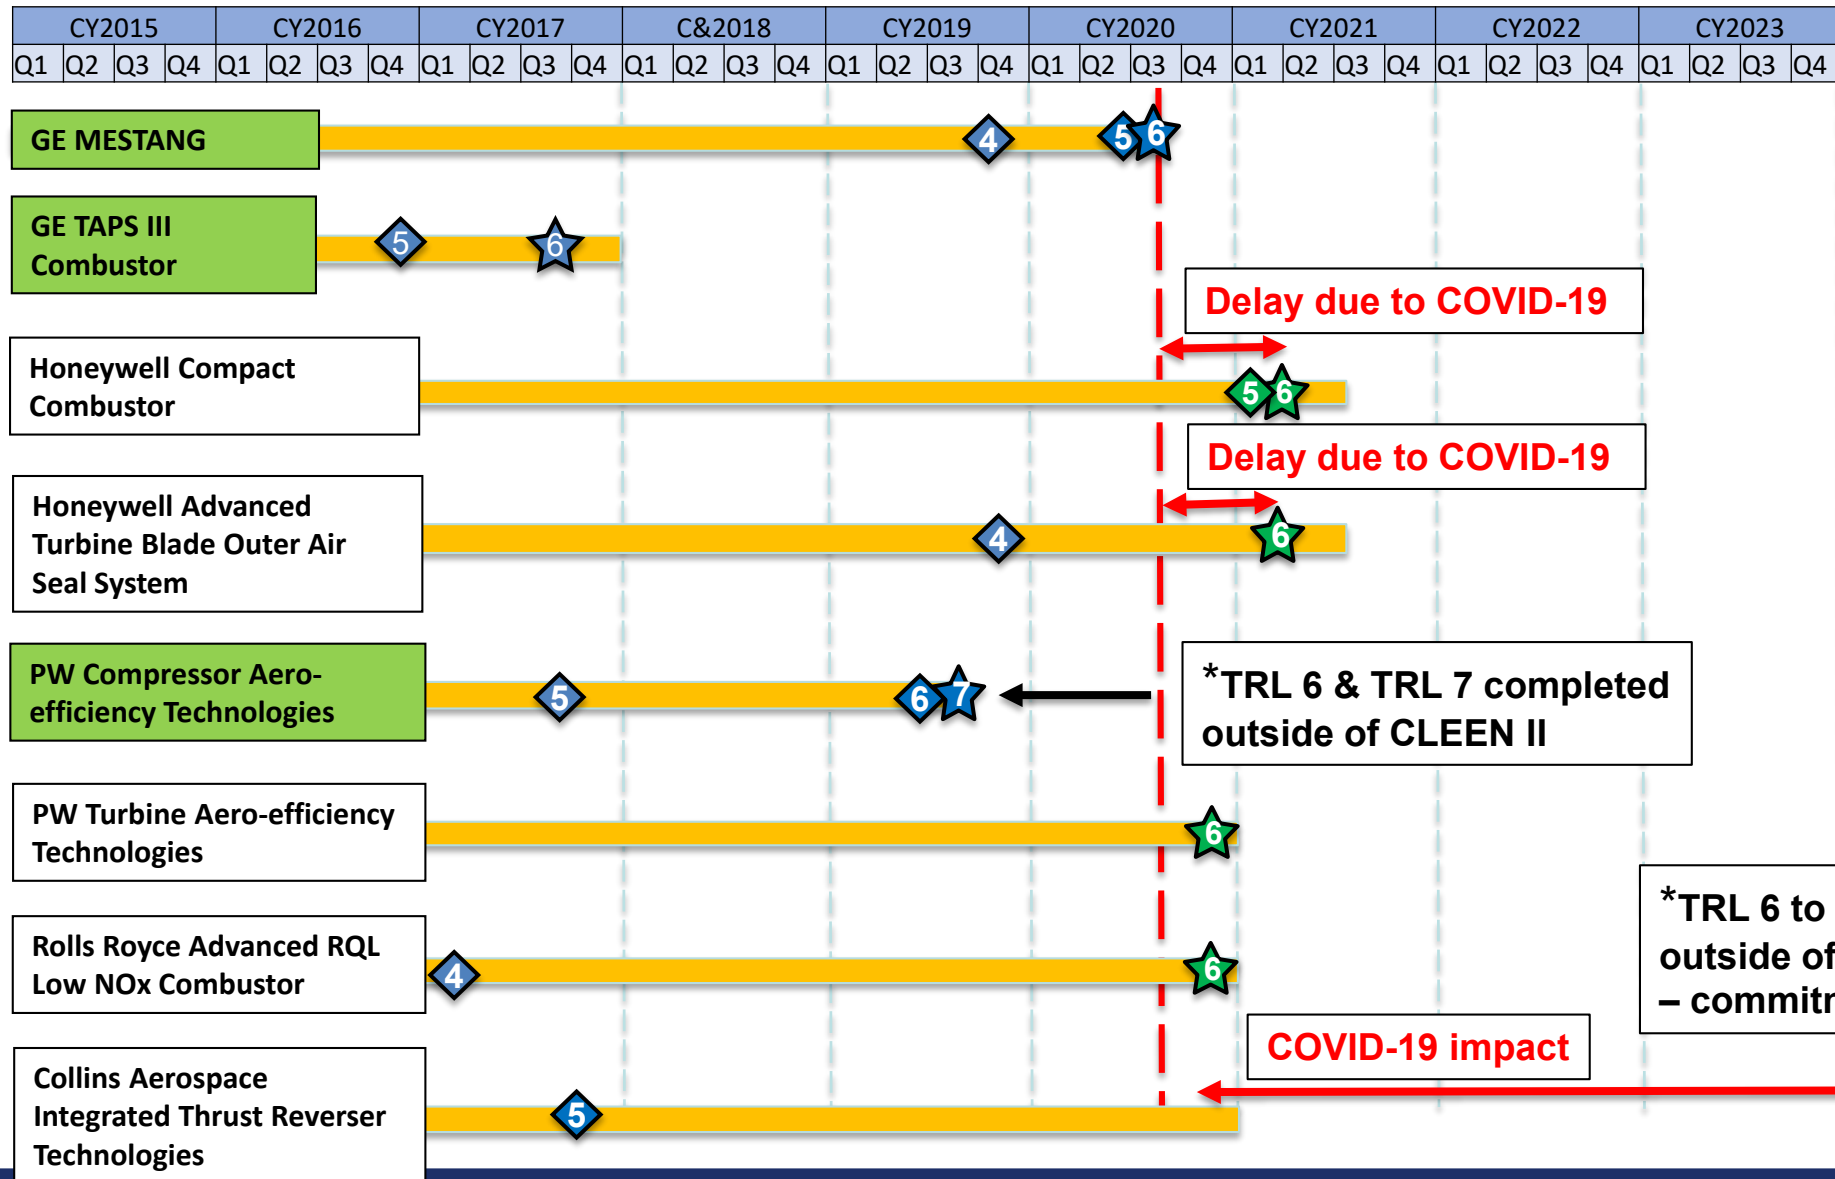 CY2015 CY2016 CY2017 C&2018 CY2019 CY2020 CY2021 CY2022 CY2023
Q1 Q2 Q3 Q4 Q1 Q2 Q3 Q4 Q1 Q2 Q3 Q4 Q1 Q2 Q3 Q4 Q1 Q2 Q3 Q4 Q1 Q2 Q3 Q4 Q1 Q2 Q3 Q4 Q1 Q2 Q3 Q4 Q1 Q2 Q3 Q4
GE MESTANG
4 5 6
GE TAPS III
Combustor
5 6
Delay due to COVID-19
Honeywell Compact
Combustor
5 6
Delay due to COVID-19
Honeywell Advanced
Turbine Blade Outer Air
Seal System
4 6
PW Compressor Aero-
efficiency Technologies
5 6 7
*TRL 6 & TRL 7 completed
outside of CLEEN II
PW Turbine Aero-efficiency
Technologies
6
Rolls Royce Advanced RQL
Low NOx Combustor
4 6
*TRL 6 to
outside of
– commitm
COVID-19 impact
Collins Aerospace
Integrated Thrust Reverser
Technologies
5